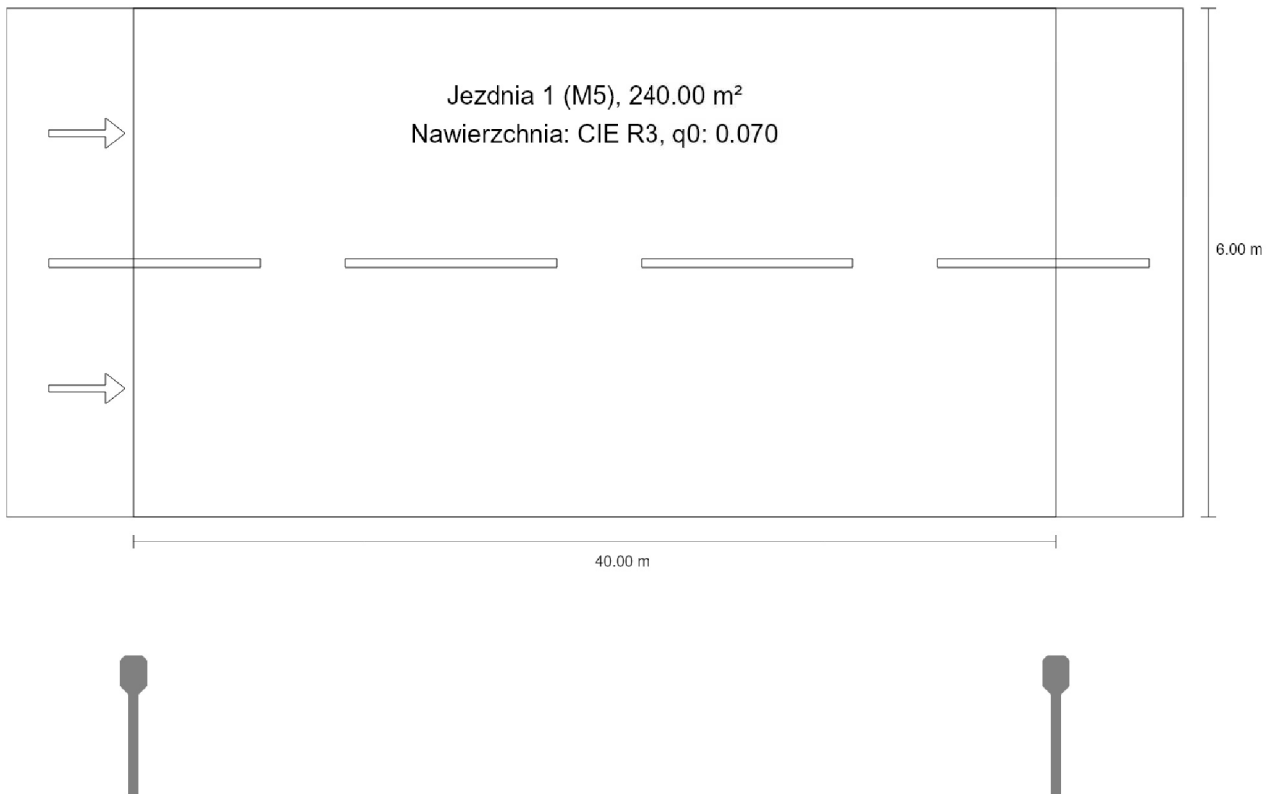 Jezdnia 1 (M5), 240.00 m²
Nawierzchnia: CIE R3, q0: 0.070
6.00 m
40.00 m